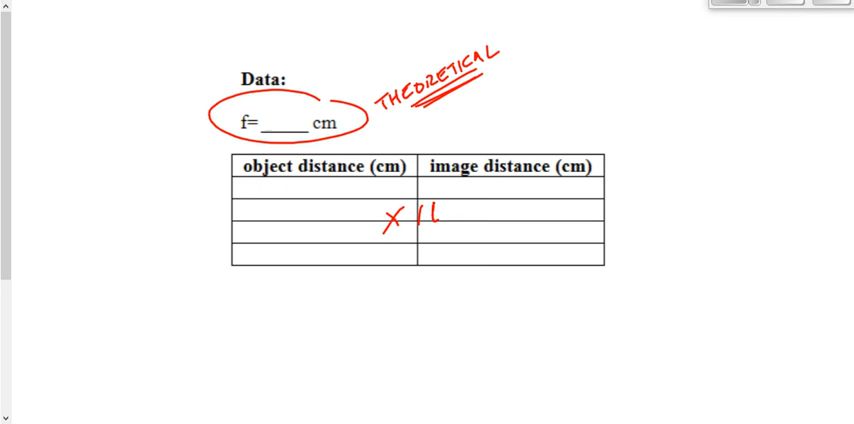 Data:
THEORETICAL
f=_____ cm
object distance (cm) image distance (cm)